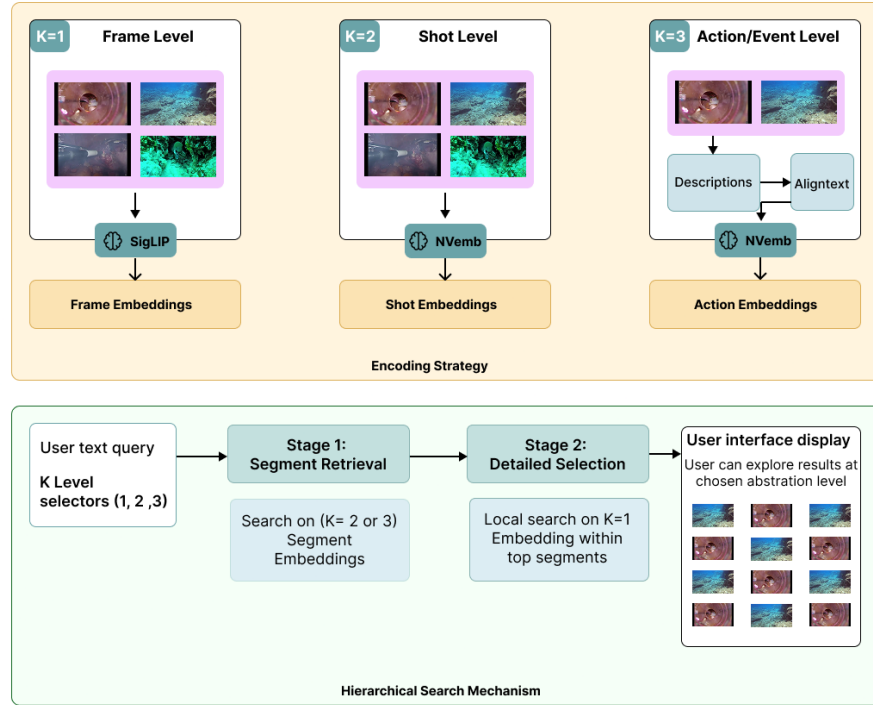 K=1
Frame Level
SigLIP
Frame Embeddings
K=2
Shot Level
NVemb
Shot Embeddings
K=3
Action/Event Level
Descriptions
Aligntext
NVemb
Action Embeddings
Encoding Strategy
User text query
K Level
selectors (1, 2 ,3)
Stage 1:
Segment Retrieval
Search on (K= 2 or 3)
Segment
Embeddings
Stage 2:
Detailed Selection
Local search on K=1
Embedding within
top segments
User interface display
User can explore results at
chosen abstration level
Hierarchical Search Mechanism